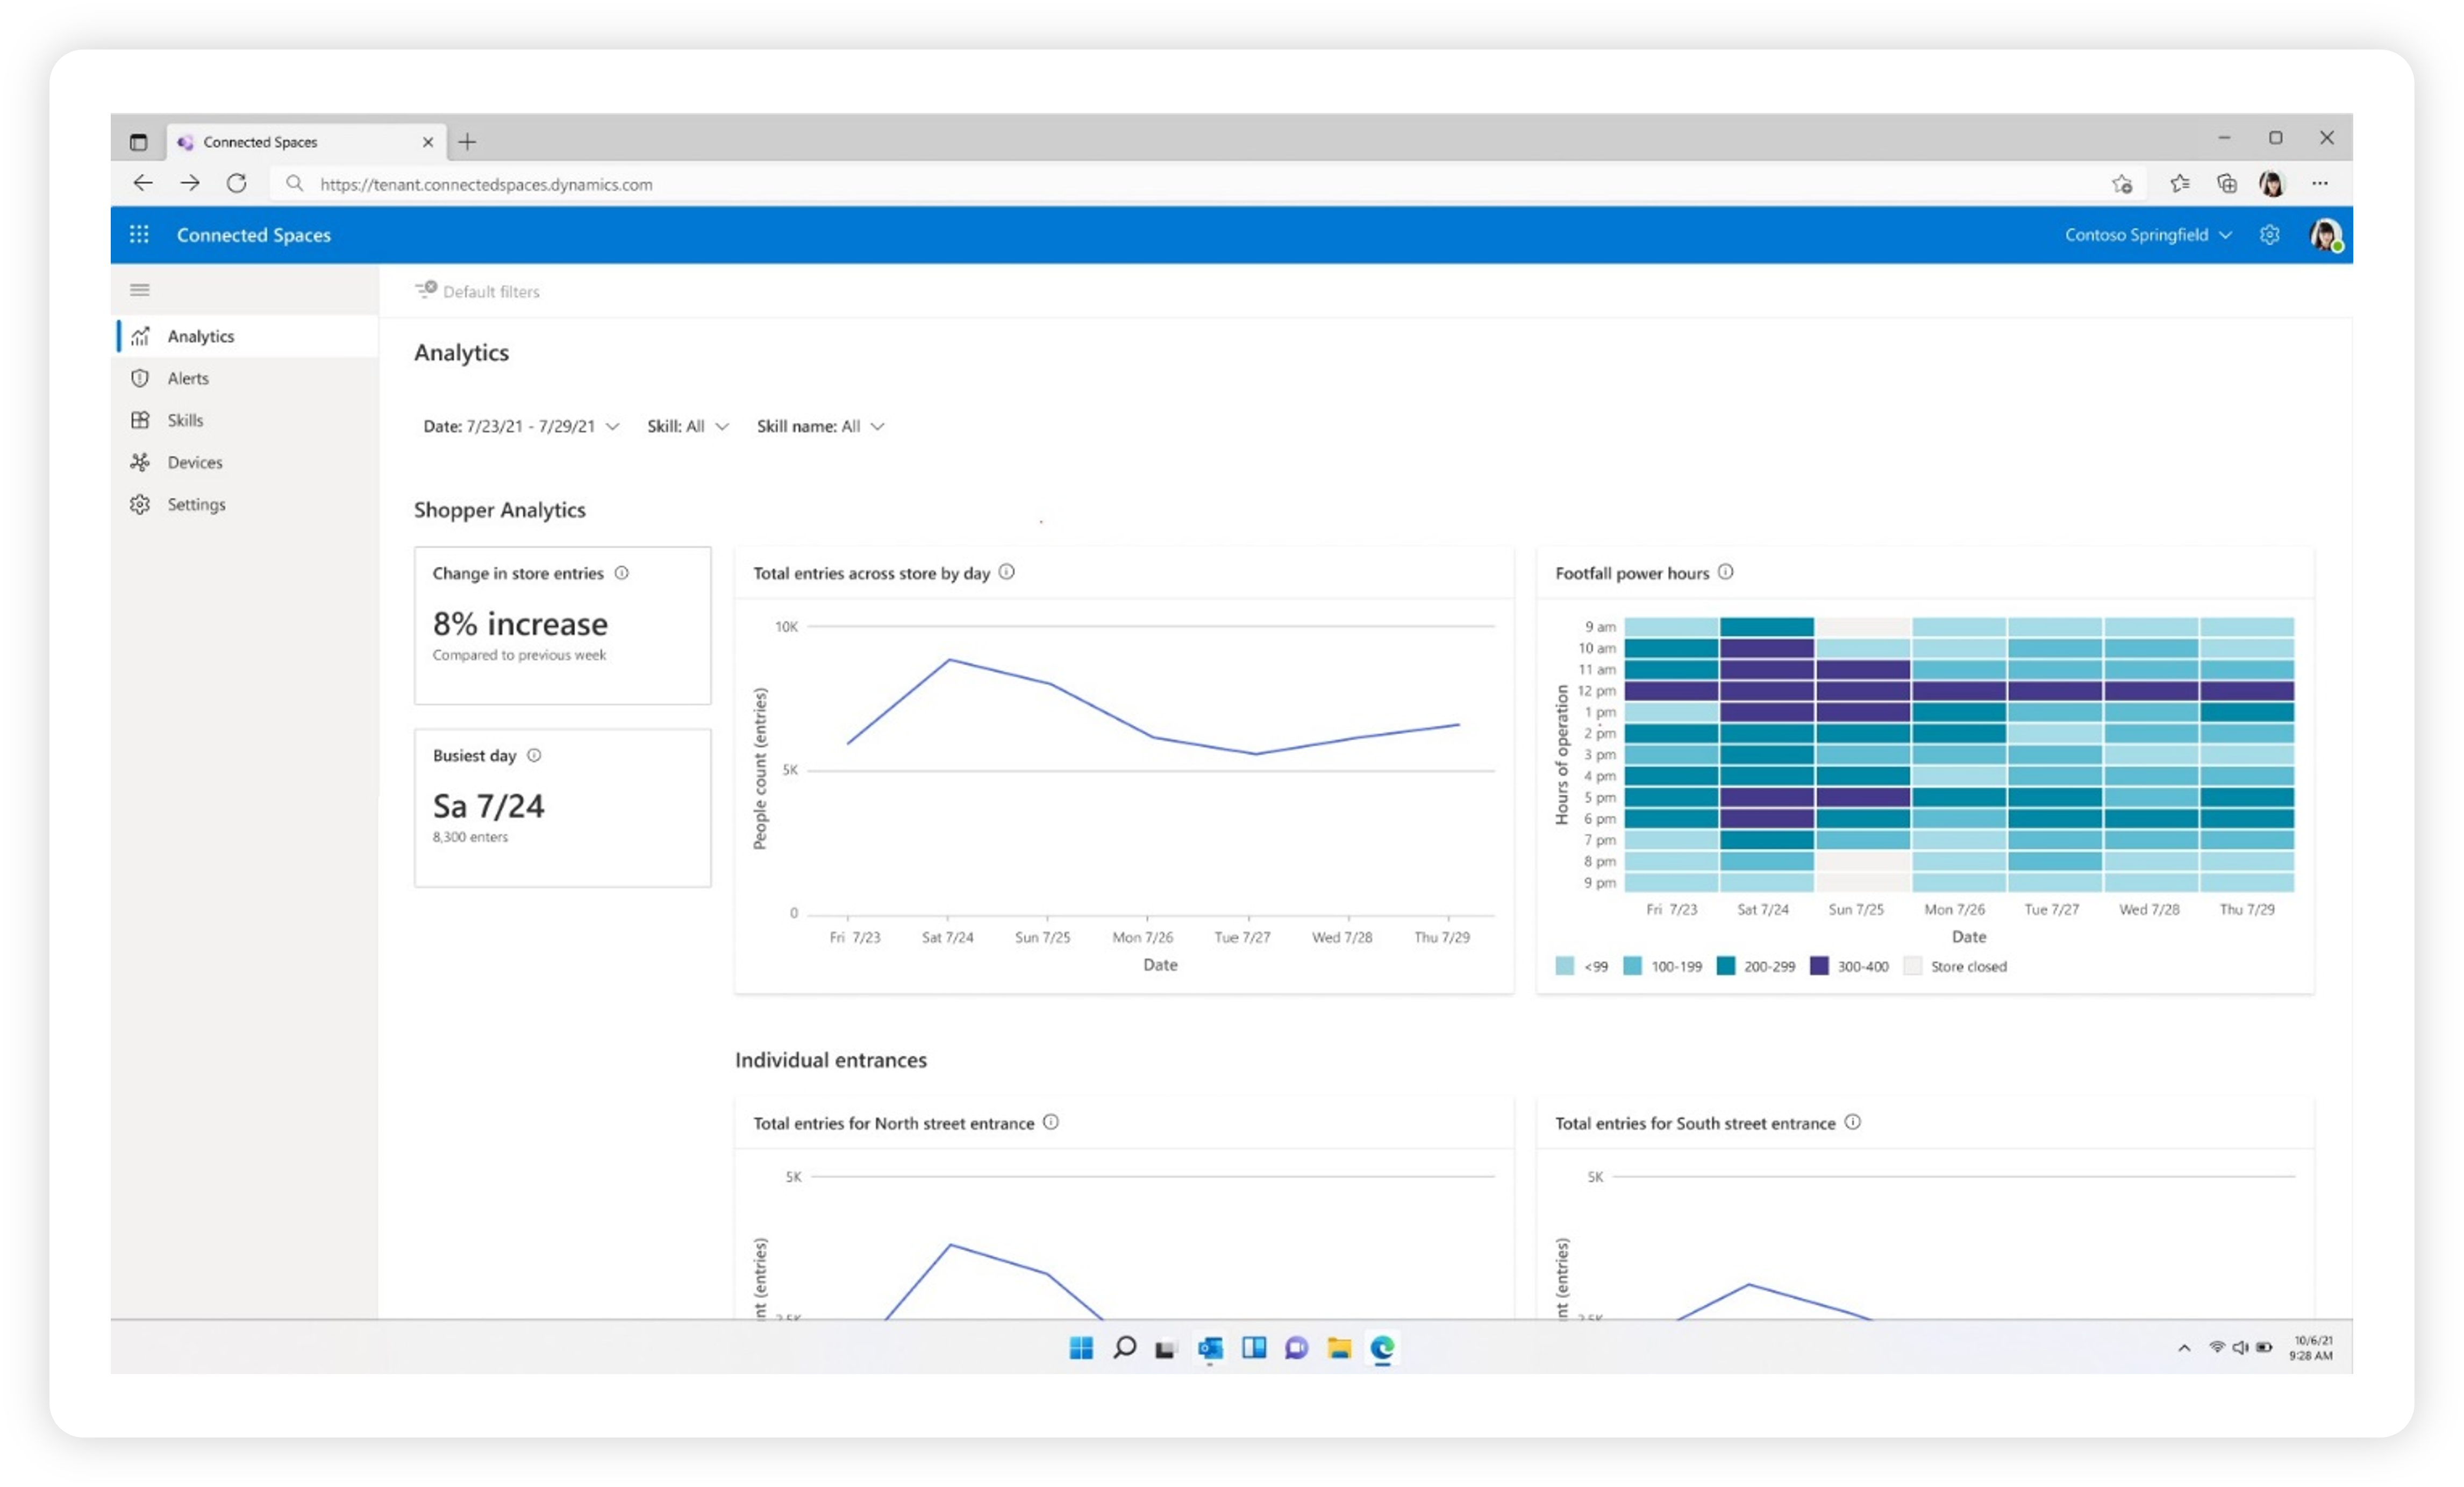 Connected Spaces
https://tenant.connectedspaces.dynamics.com
Connected Spaces
Contoso Springfield
Default filters
Analytics
Alerts
Skills
Devices
Settings
Analytics
Date: 7/23/21 - 7/29/21
Skill: All
Skill name: All
Shopper Analytics
Change in store entries
8% increase
Compared to previous week
Busiest day
Sa 7/24
8,300 enters
Total entries across store by day
People count (entries)
10K
5K
0
Fri 7/23
Sat 7/24
Sun 7/25
Mon 7/26
Tue 7/27
Wed 7/28
Thu 7/29
Date
Footfall power hours
Hours of operation
9 am
10 am
11 am
12 pm
1 pm
2 pm
3 pm
4 pm
5 pm
6 pm
7 pm
8 pm
9 pm
Fri 7/23
Sat 7/24
Sun 7/25
Mon 7/26
Tue 7/27
Wed 7/28
Thu 7/29
Date
<99
100-199
200-299
300-400
Store closed
Individual entrances
Total entries for North street entrance
5K
(entries)
Total entries for South street entrance
5K
(entries)
10/6/21
9:28 AM